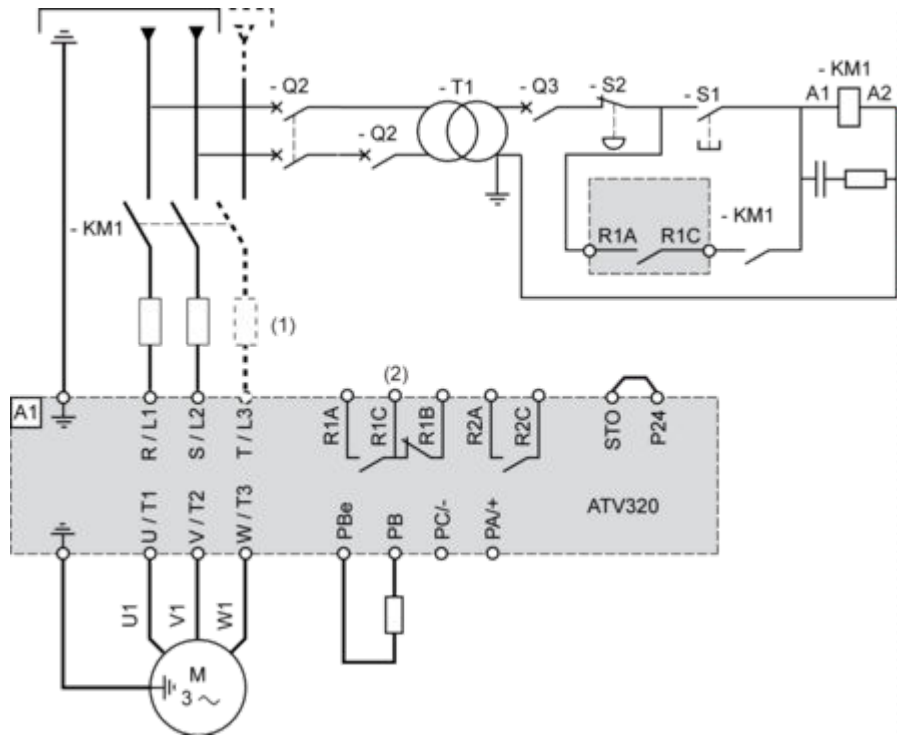 - Q2
- T1
- Q3
- S2
- S1
- KM1
A1
A2
- Q2
- KM1
R1A
R1C
- KM1
(1)
(2)
A1
R / L1
S / L2
T / L3
R1A
R1C
R1B
R2A
R2C
STO
P24
ATV320
U / T1
V / T2
W / T3
PBe
PB
PC/-
PA/+
U1
V1
W1
M
3 ~